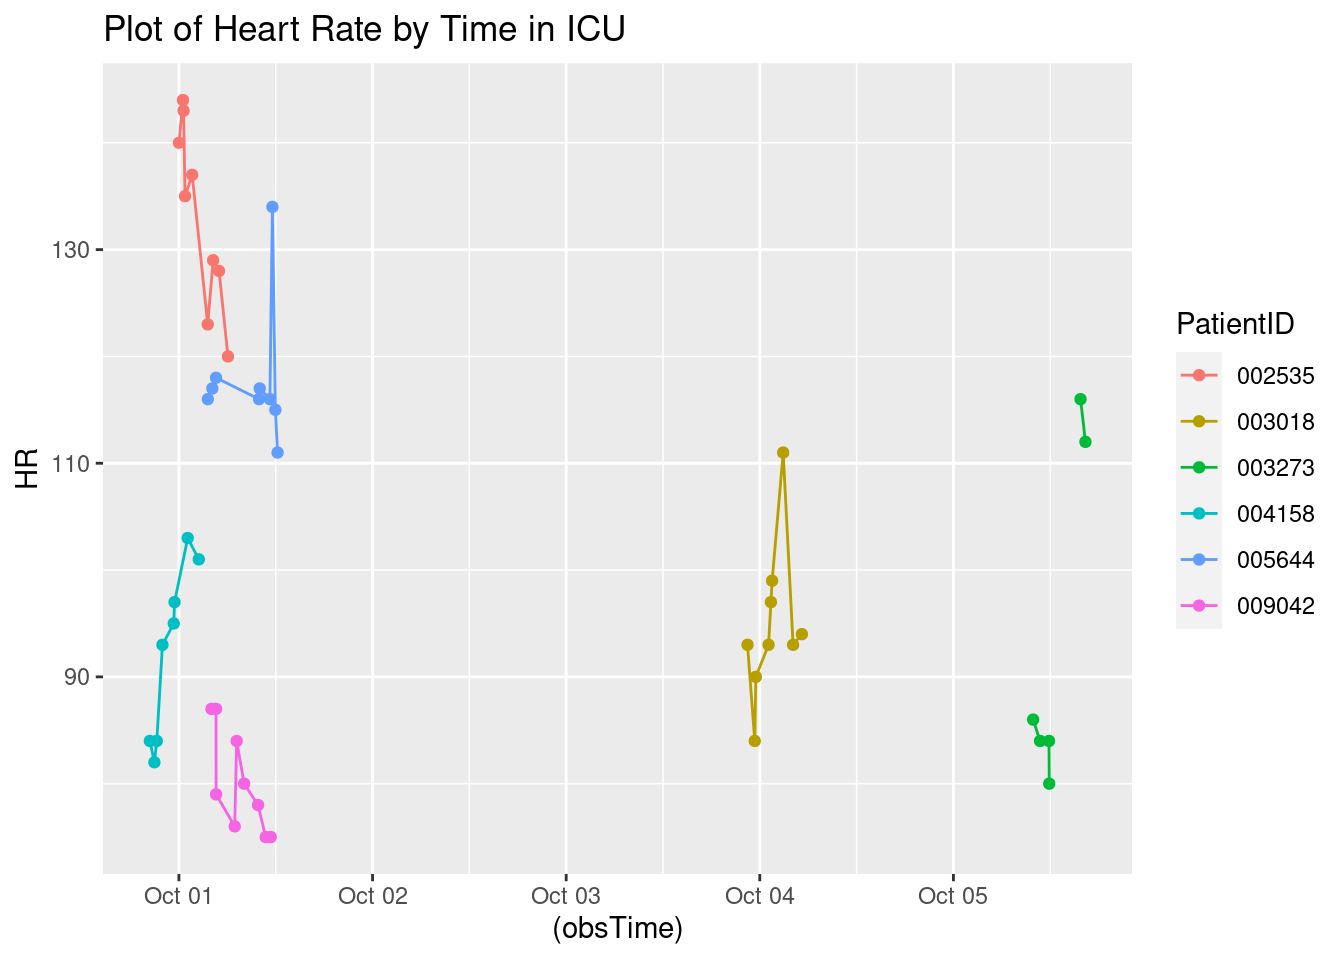 Plot of Heart Rate by Time in ICU
HR
130
110
90
Oct 01 Oct 02 Oct 03 Oct 04 Oct 05
(obsTime)
PatientID
002535
003018
003273
004158
005644
009042